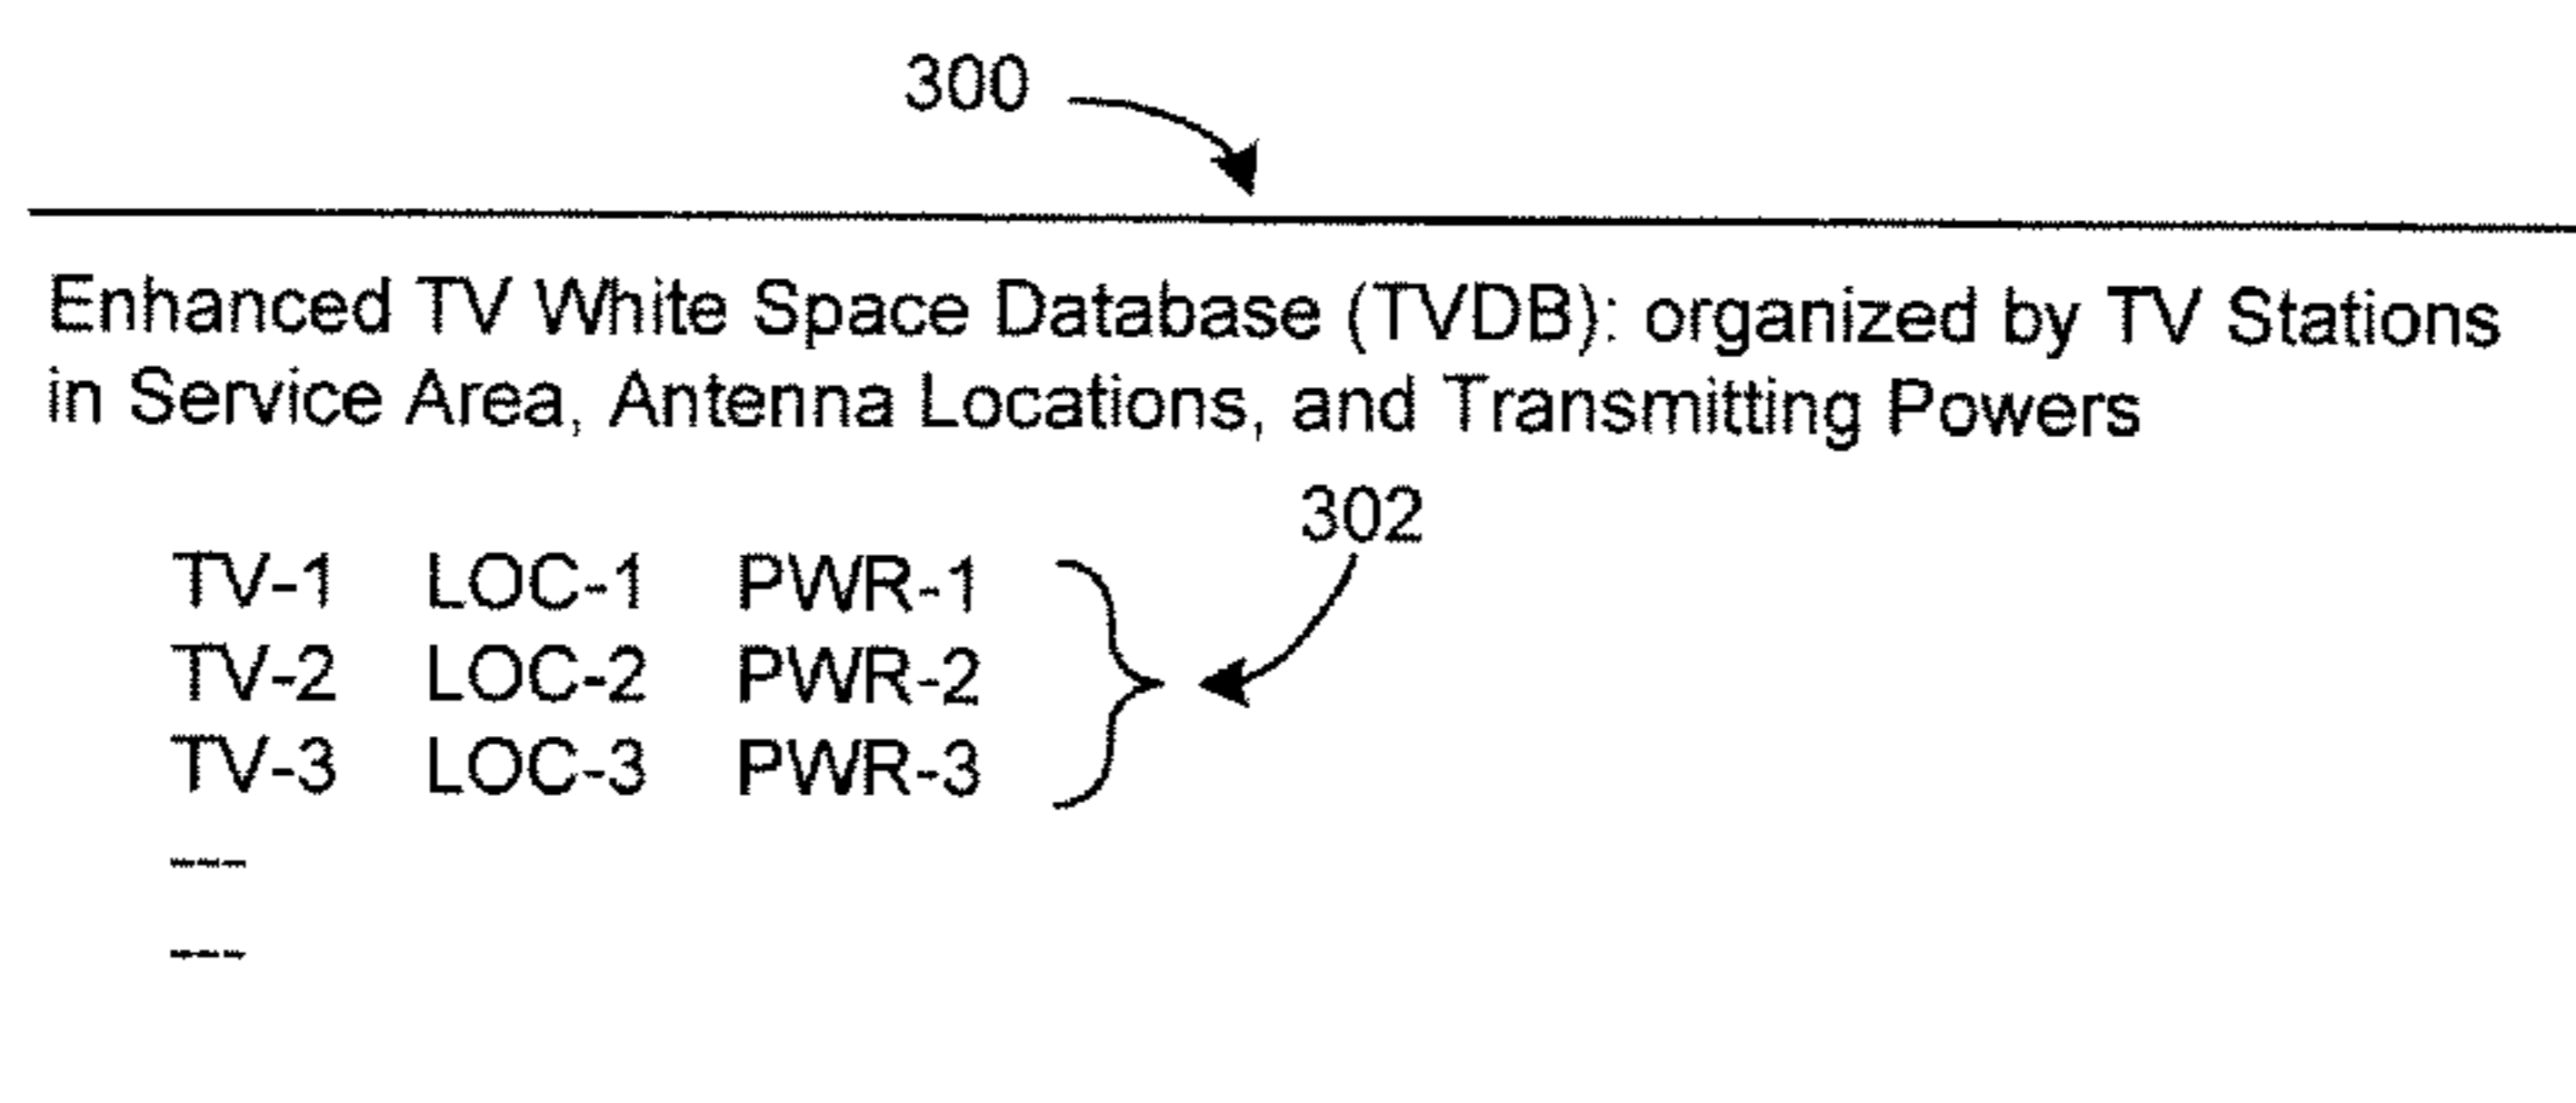 300
Enhanced TV White Space Database (TVDB): organized by TV Stations
in Service Area, Antenna Locations, and Transmitting Powers
302
TV-1 LOC-1 PWR-1
TV-2 LOC-2 PWR-2
TV-3 LOC-3 PWR-3
---
---